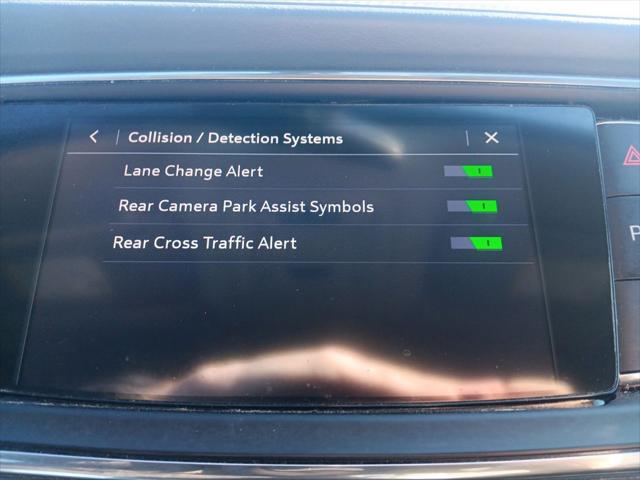 Collision / Detection Systems
Lane Change Alert
Rear Camera Park Assist Symbols
Rear Cross Traffic Alert
P